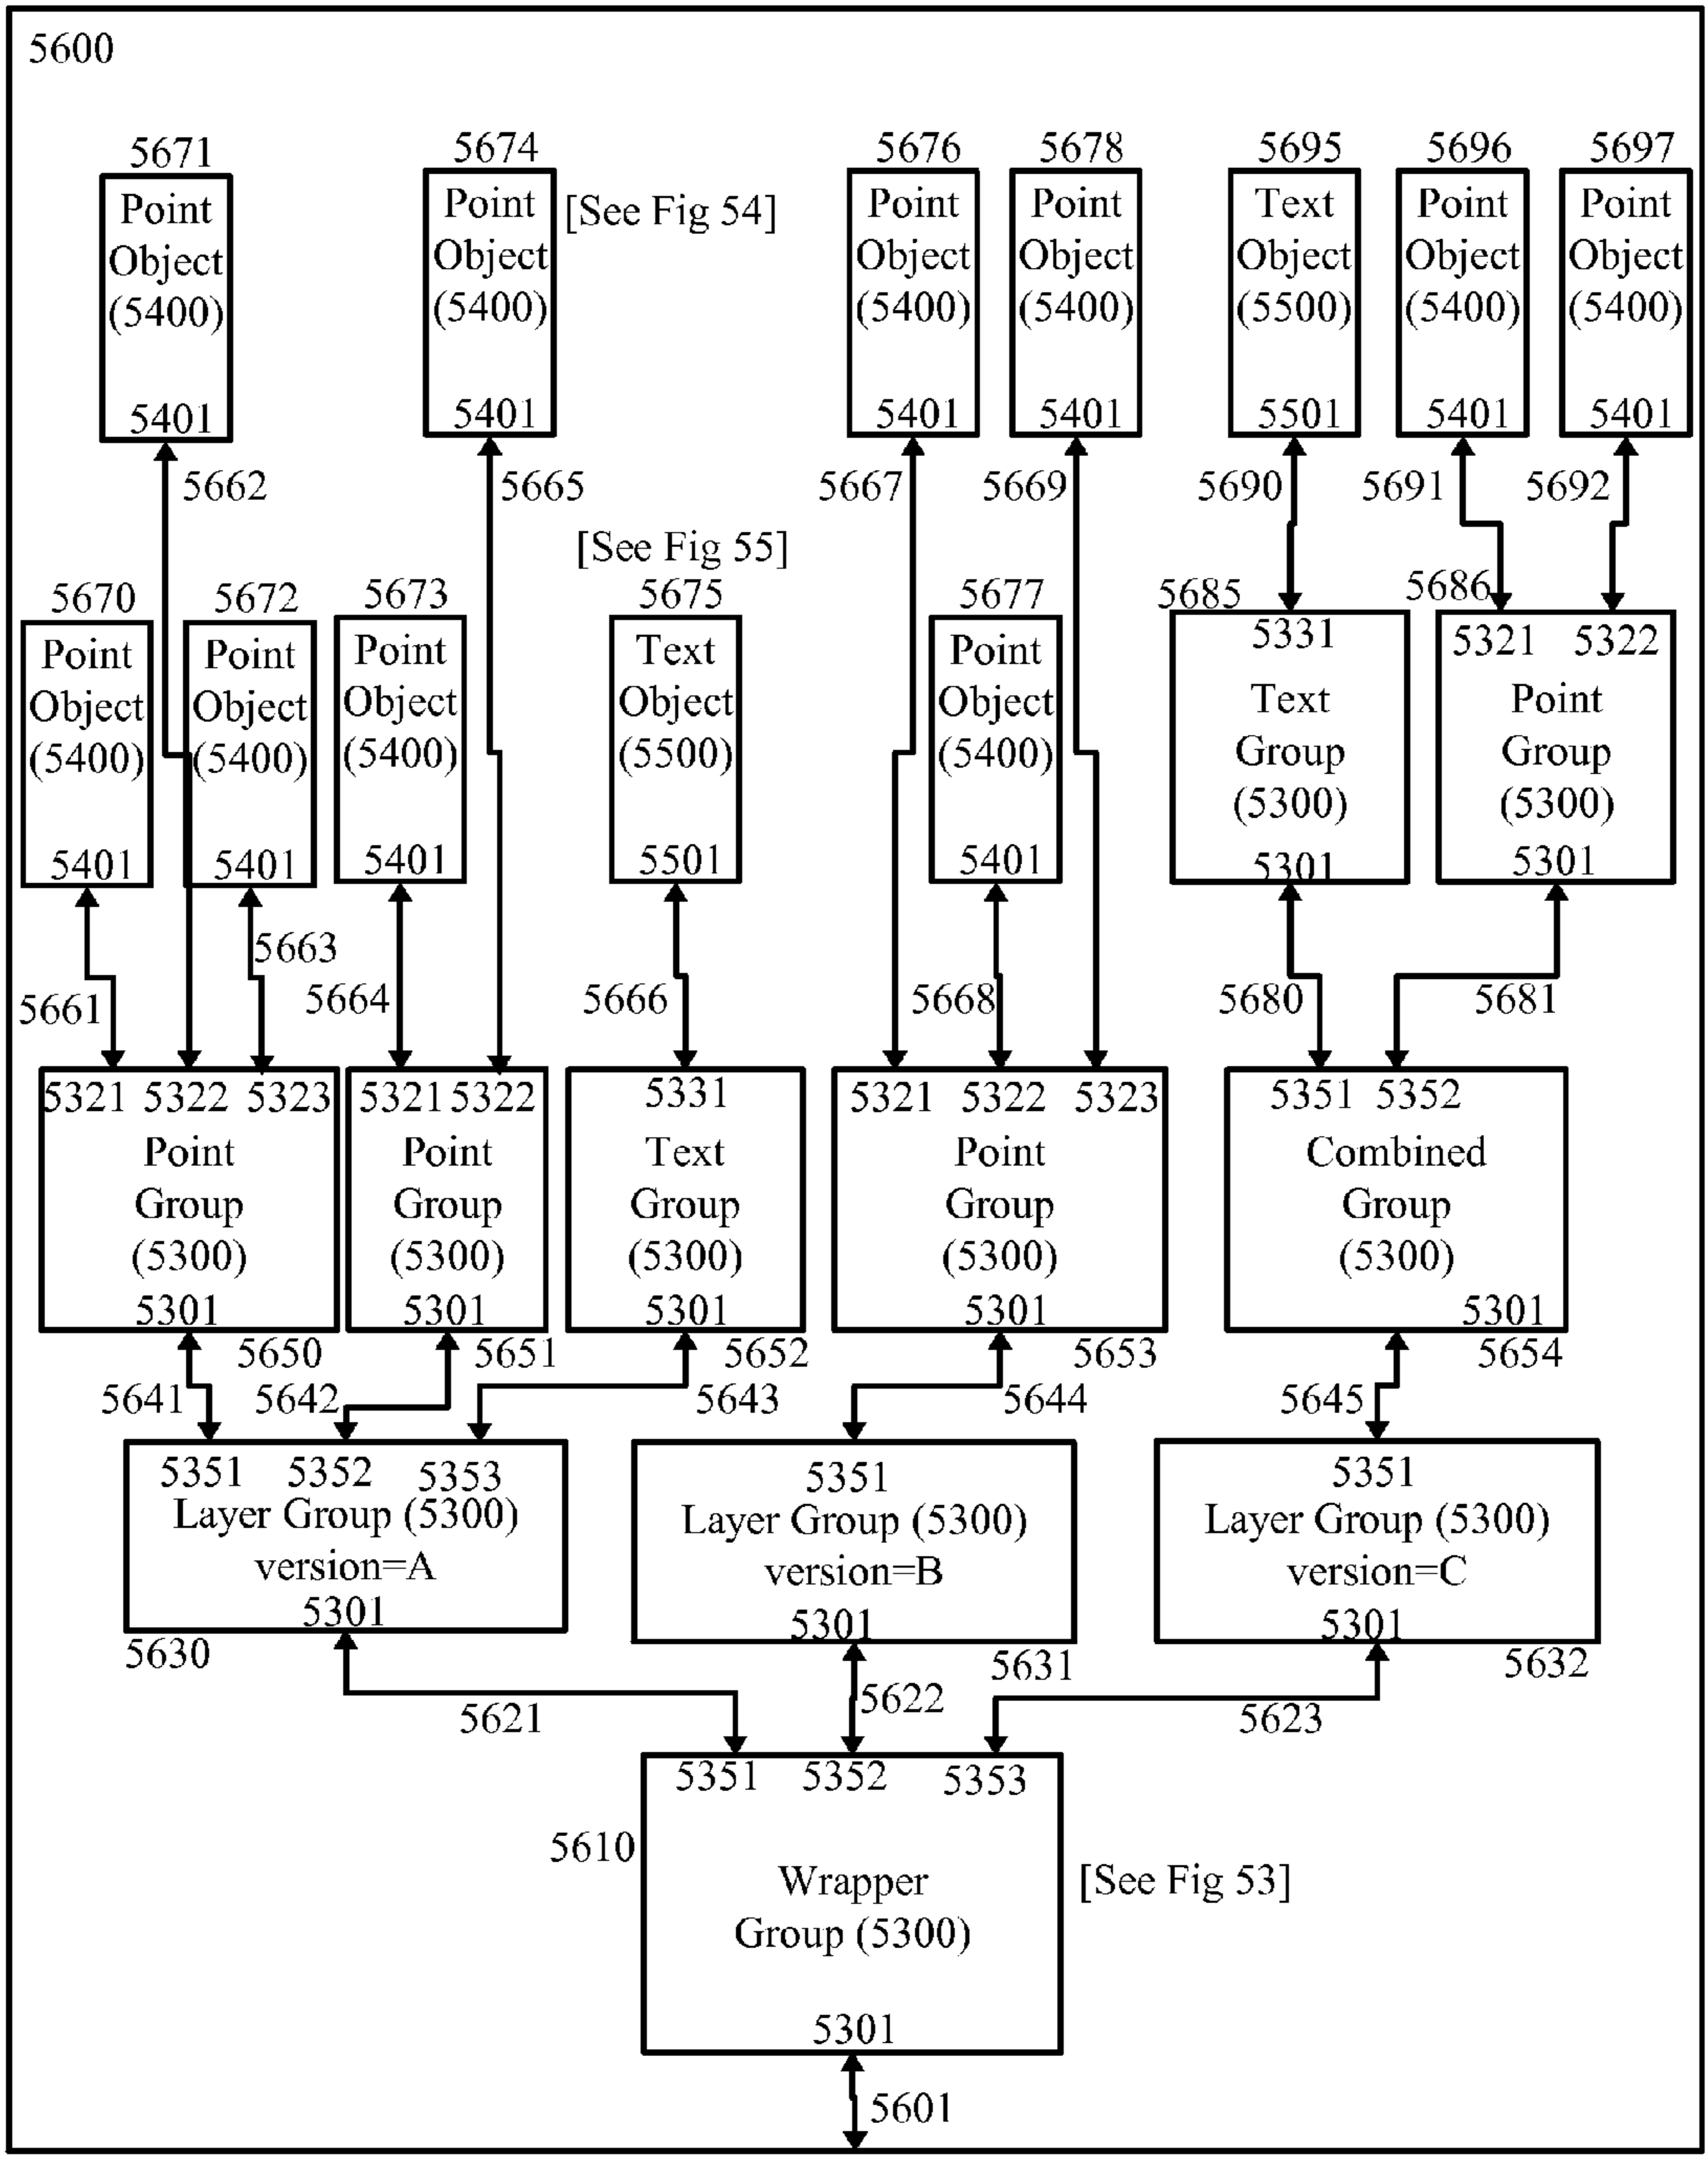 5600
5671
Point
Object
(5400)
5401
5674
Point
Object
(5400)
5401
[See Fig 54]
5676
Point
Object
(5400)
5401
5678
Point
Object
(5400)
5401
5695
Text
Object
(5500)
5501
5696
Point
Object
(5400)
5401
5697
Point
Object
(5400)
5401
5662
5665
5667
5669
5690
5691
5692
[See Fig 55]
5670
Point
Object
(5400)
5401
5672
Point
Object
(5400)
5401
5673
Point
Object
(5400)
5401
5675
Text
Object
(5500)
5501
5677
Point
Object
(5400)
5401
5685
5331
Text
Group
(5300)
5301
5686
5321 5322
Point
Group
(5300)
5301
5661
5663
5664
5666
5668
5680
5681
5321 5322 5323
Point
Group
(5300)
5301
5650
5321 5322
Point
Group
(5300)
5301
5651
5331
Text
Group
(5300)
5301
5652
5321 5322 5323
Point
Group
(5300)
5301
5653
5351 5352
Combined
Group
(5300)
5301
5654
5641
5642
5643
5644
5645
5351 5352 5353
Layer Group (5300)
version=A
5301
5630
5351
Layer Group (5300)
version=B
5301
5631
5351
Layer Group (5300)
version=C
5301
5632
5621
5622
5623
5351 5352 5353
5610
Wrapper
Group (5300)
5301
[See Fig 53]
5601